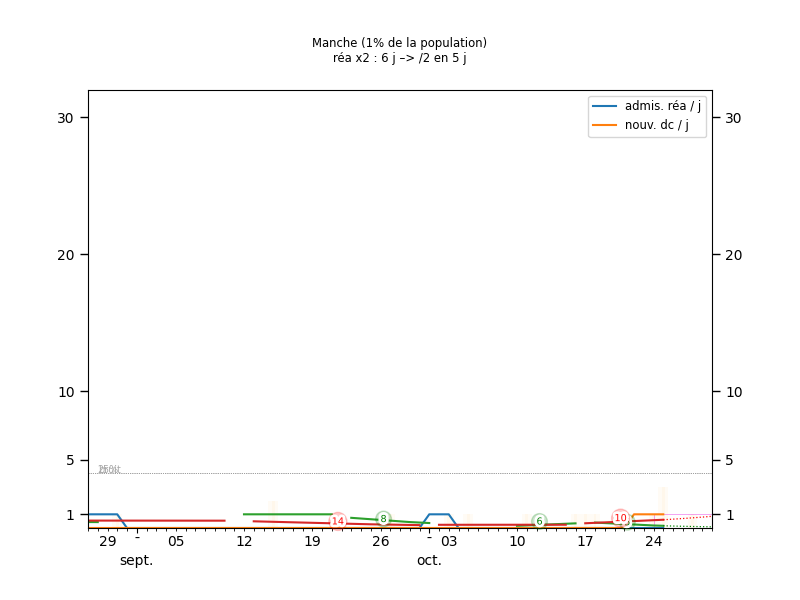 Manche (1% de la population)
réa x2 : 6 j –> /2 en 5 j
admis. réa / j
nouv. dc / j
30 30
20 20
10 10
5 5
1 1
14 8 6 10
29 - 05 12 19 26 - 03 10 17 24
sept. oct.